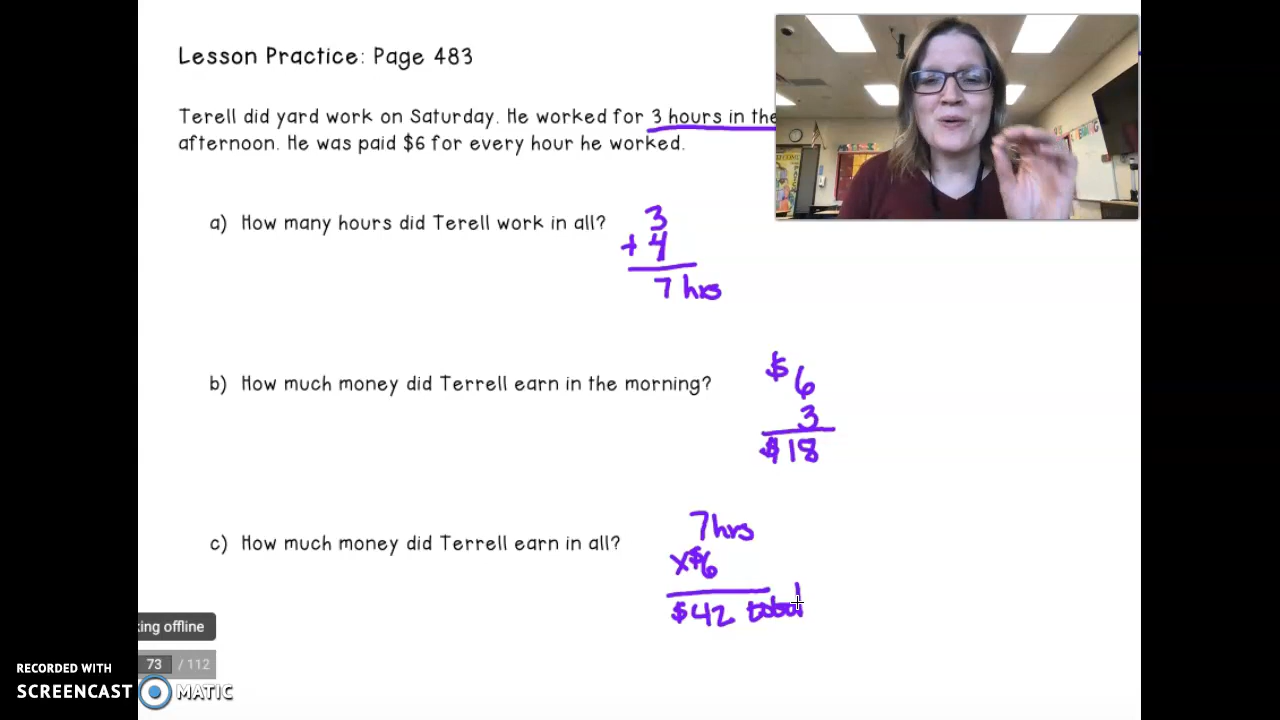 Lesson Practice: Page 483
Terell did yard work on Saturday. He worked for 3 hours in the
afternoon. He was paid $6 for every hour he worked.
a) How many hours did Terell work in all?
3
+ 4
7 hrs
b) How much money did Terrell earn in the morning?
$6
3
$18
c) How much money did Terrell earn in all?
7hrs
x$6
$42 total
king offline
73 / 112
RECORDED WITH
SCREENCAST MATIC